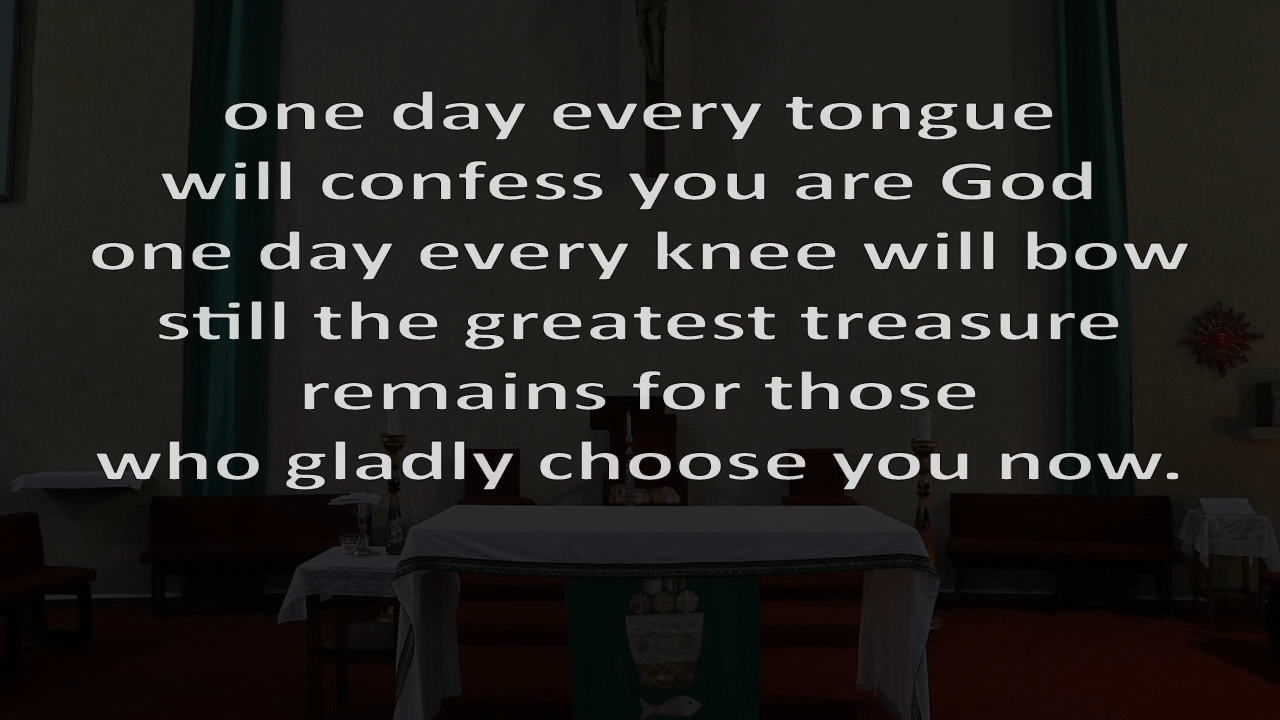 one day every tongue
will confess you are God
one day every knee will bow
still the greatest treasure
remains for those
who gladly choose you now.